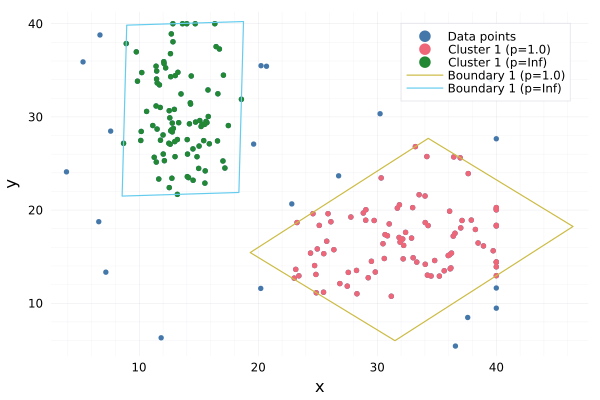 40
30
20
10
y
10
20
30
40
x
Data points
Cluster 1 (p=1.0)
Cluster 1 (p=Inf)
Boundary 1 (p=1.0)
Boundary 1 (p=Inf)